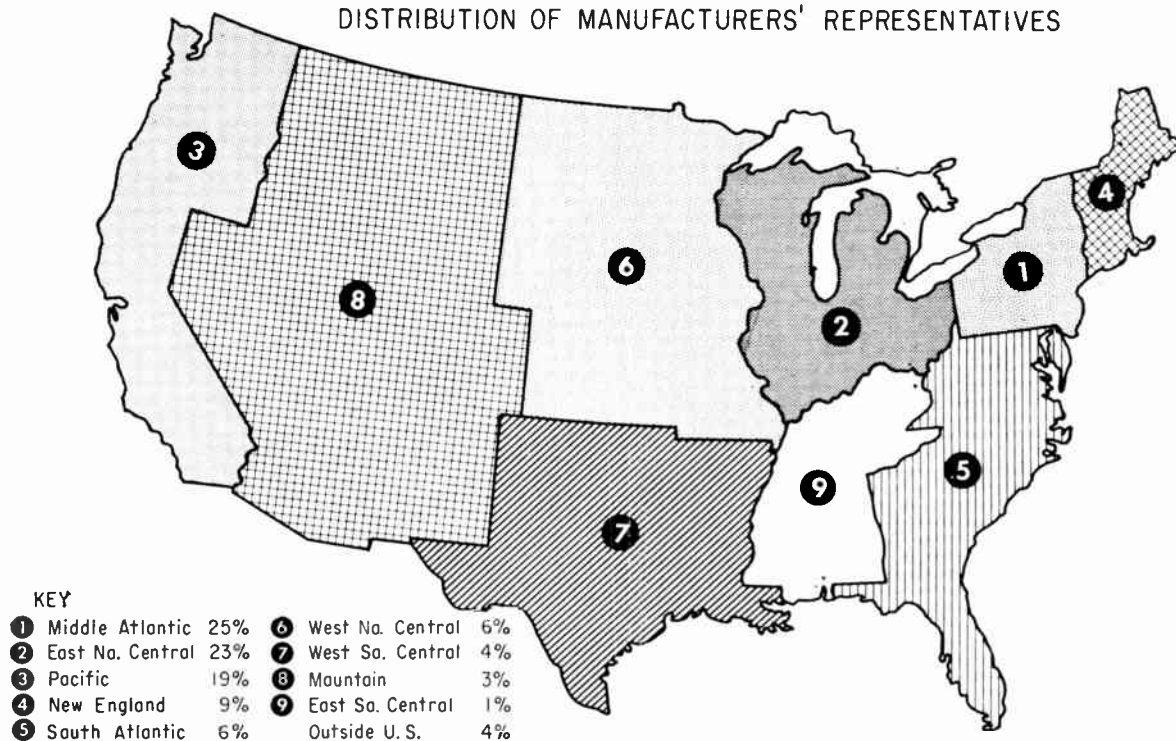 DISTRIBUTION OF MANUFACTURERS' REPRESENTATIVES
3
4
6
1
8
2
5
9
7
KEY
1 Middle Atlantic 25%
2 East No. Central 23%
3 Pacific 19%
4 New England 9%
5 South Atlantic 6%
6 West No. Central 6%
7 West So. Central 4%
8 Mountain 3%
9 East So. Central 1%
Outside U.S. 4%